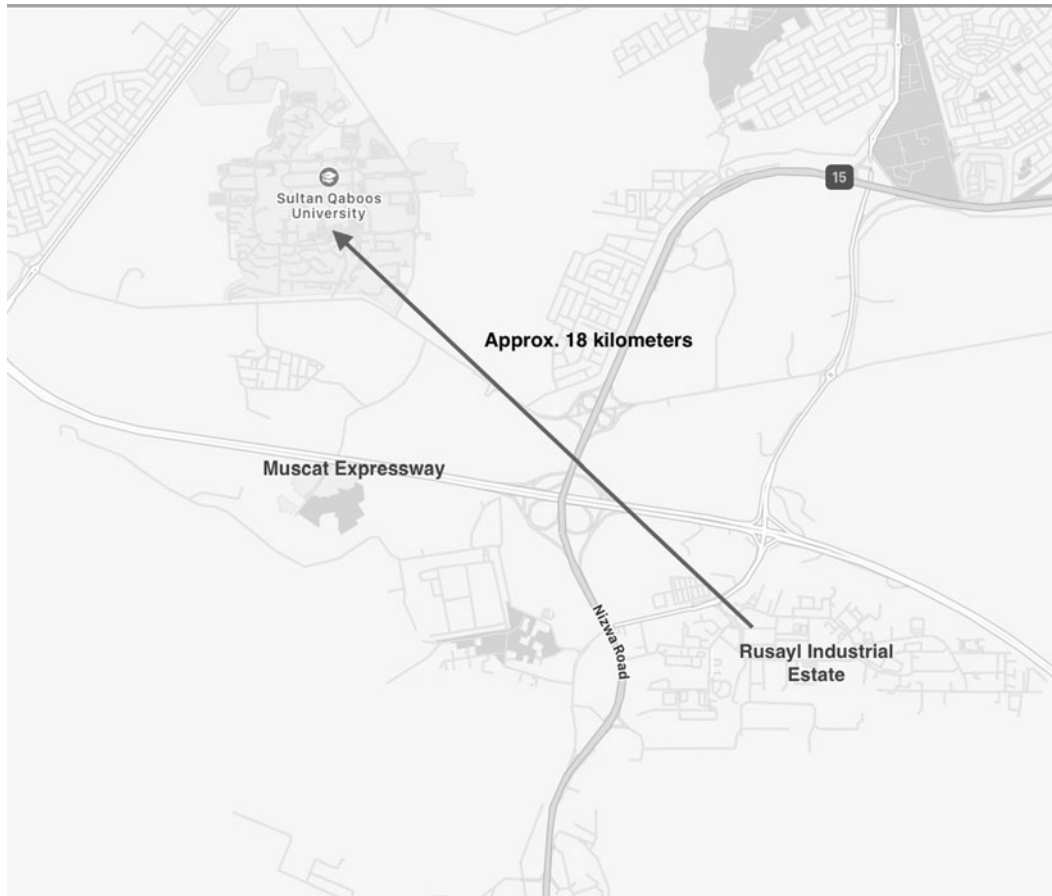 15
Sultan Qaboos
University
Approx. 18 kilometers
Muscat Expressway
Nizwa Road
Rusayl Industrial
Estate